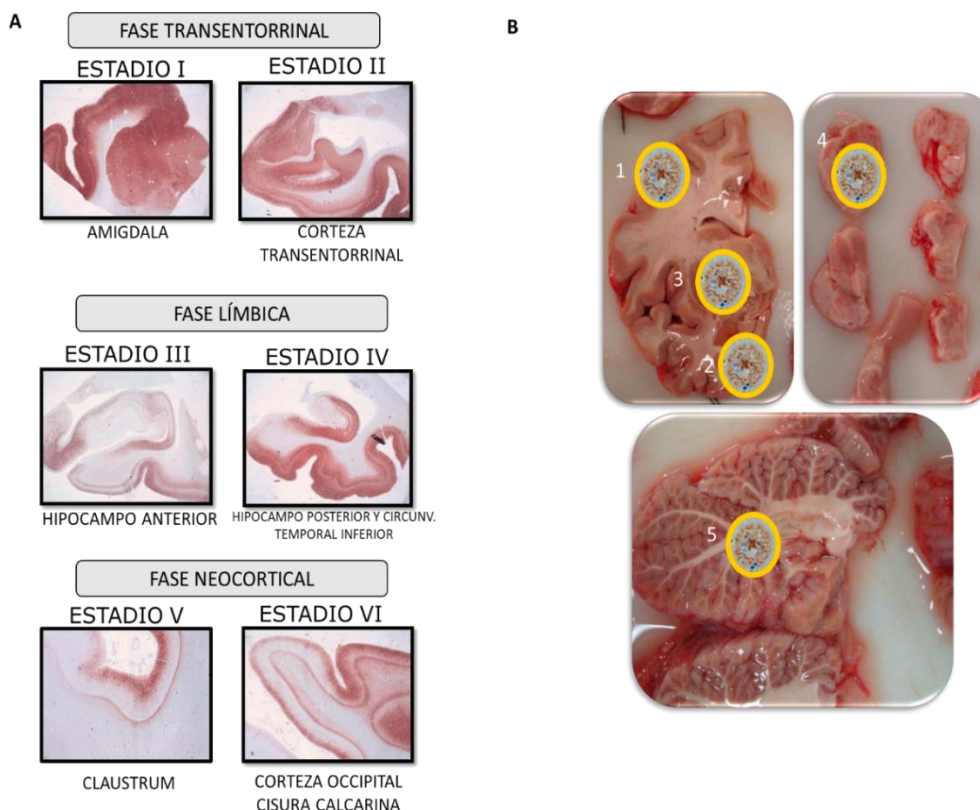 A
FASE TRANSENTORRINAL
ESTADIO I
ESTADIO II
AMIGDALA
CORTEZA
TRANSENTORRINAL
FASE LÍMBICA
ESTADIO III
ESTADIO IV
HIPOCAMPO ANTERIOR
HIPOCAMPO POSTERIOR Y CIRCUNV.
TEMPORAL INFERIOR
FASE NEOCORTICAL
ESTADIO V
ESTADIO VI
CLAUSTRUM
CORTEZA OCCIPITAL
CISURA CALCARINA
B
1
3
2
4
5